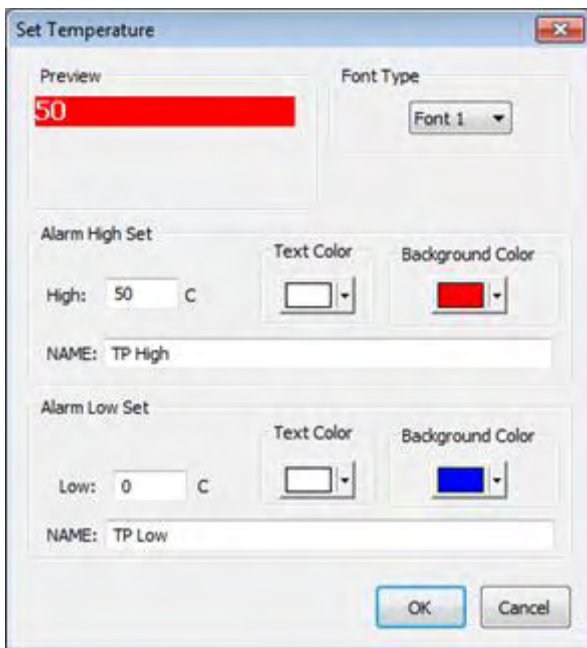 Set Temperature
Preview
Font Type
50
Font 1
Alarm High Set
Text Color
Background Color
High: 50 C
NAME: TP High
Alarm Low Set
Text Color
Background Color
Low: 0 C
NAME: TP Low
OK
Cancel